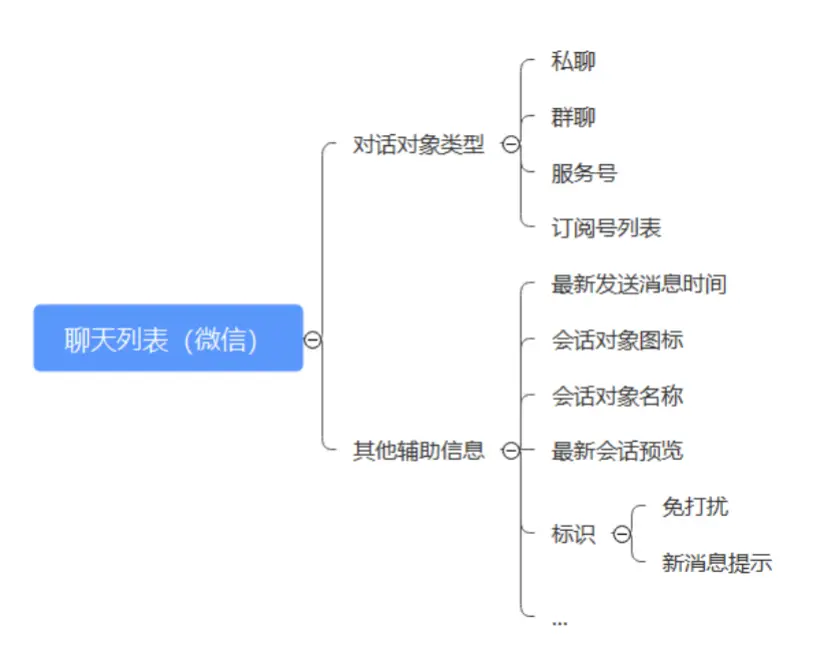 聊天列表（微信）
对话对象类型
私聊
群聊
服务号
订阅号列表
其他辅助信息
最新发送消息时间
会话对象图标
会话对象名称
最新会话预览
标识
免打扰
新消息提示
...